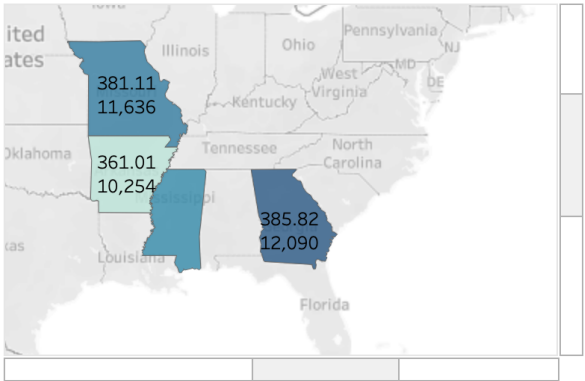 Iowa
ited
ates
Illinois
Ohio
Pennsylvania
NJ
MD
DE
West
Virginia
Kentucky
381.11
11,636
Oklahoma
Tennessee
North
Carolina
361.01
10,254
Mississippi
385.82
12,090
xas
Louisiana
Florida